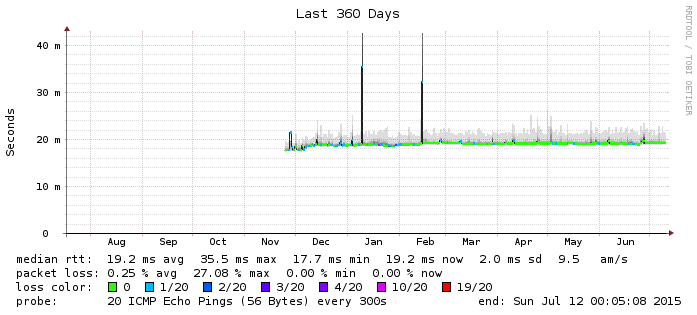 Last 360 Days
RRDTOOL / TOBI OETIKER
Seconds
40 m
30 m
20 m
10 m
0
Aug Sep Oct Nov Dec Jan Feb Mar Apr May Jun
median rtt: 19.2 ms avg 35.5 ms max 17.7 ms min 19.2 ms now 2.0 ms sd 9.5 am/s
packet loss: 0.25 % avg 27.08 % max 0.00 % min 0.00 % now
loss color: 0 1/20 2/20 3/20 4/20 10/20 19/20
probe: 20 ICMP Echo Pings (56 Bytes) every 300s end: Sun Jul 12 00:05:08 2015